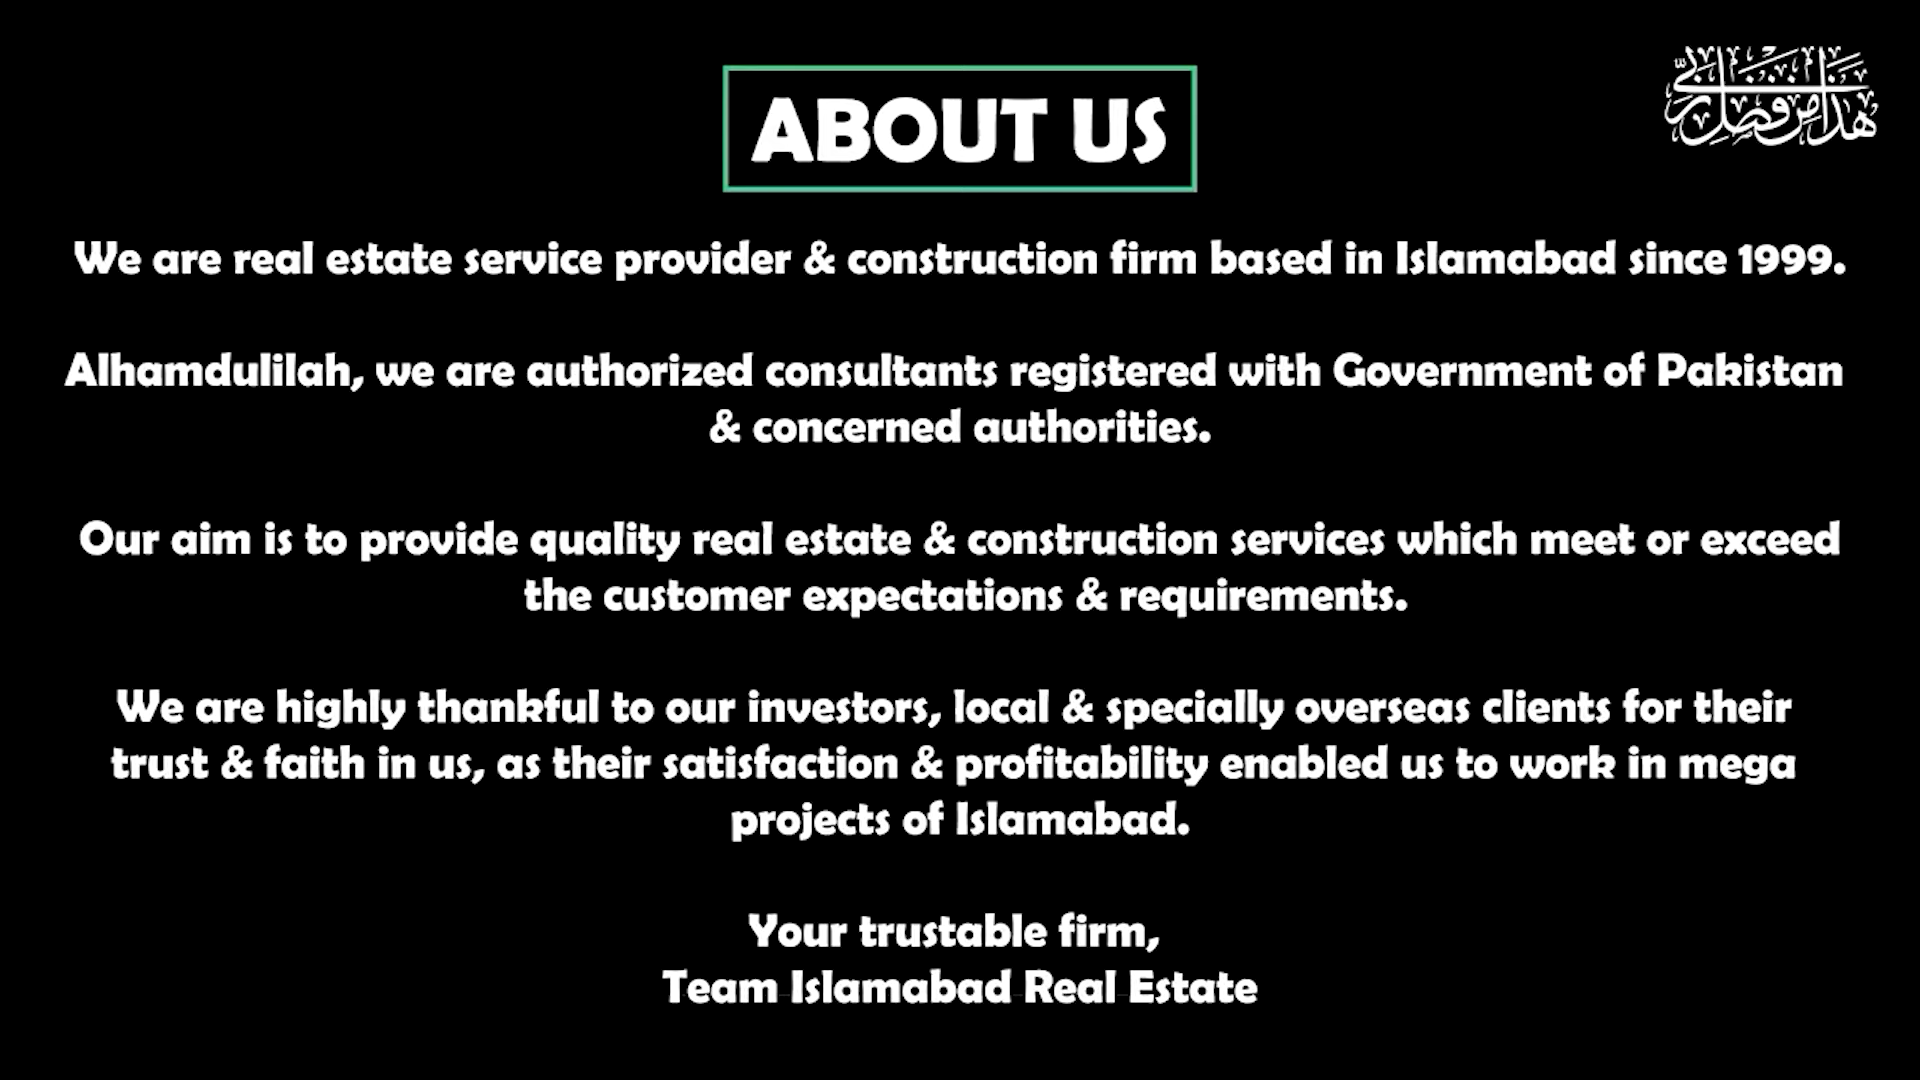 ABOUT US
هذا من فضل ربي
We are real estate service provider & construction firm based in Islamabad since 1999.
Alhamdulilah, we are authorized consultants registered with Government of Pakistan
& concerned authorities.
Our aim is to provide quality real estate & construction services which meet or exceed
the customer expectations & requirements.
We are highly thankful to our investors, local & specially overseas clients for their
trust & faith in us, as their satisfaction & profitability enabled us to work in mega
projects of Islamabad.
Your trustable firm,
Team Islamabad Real Estate